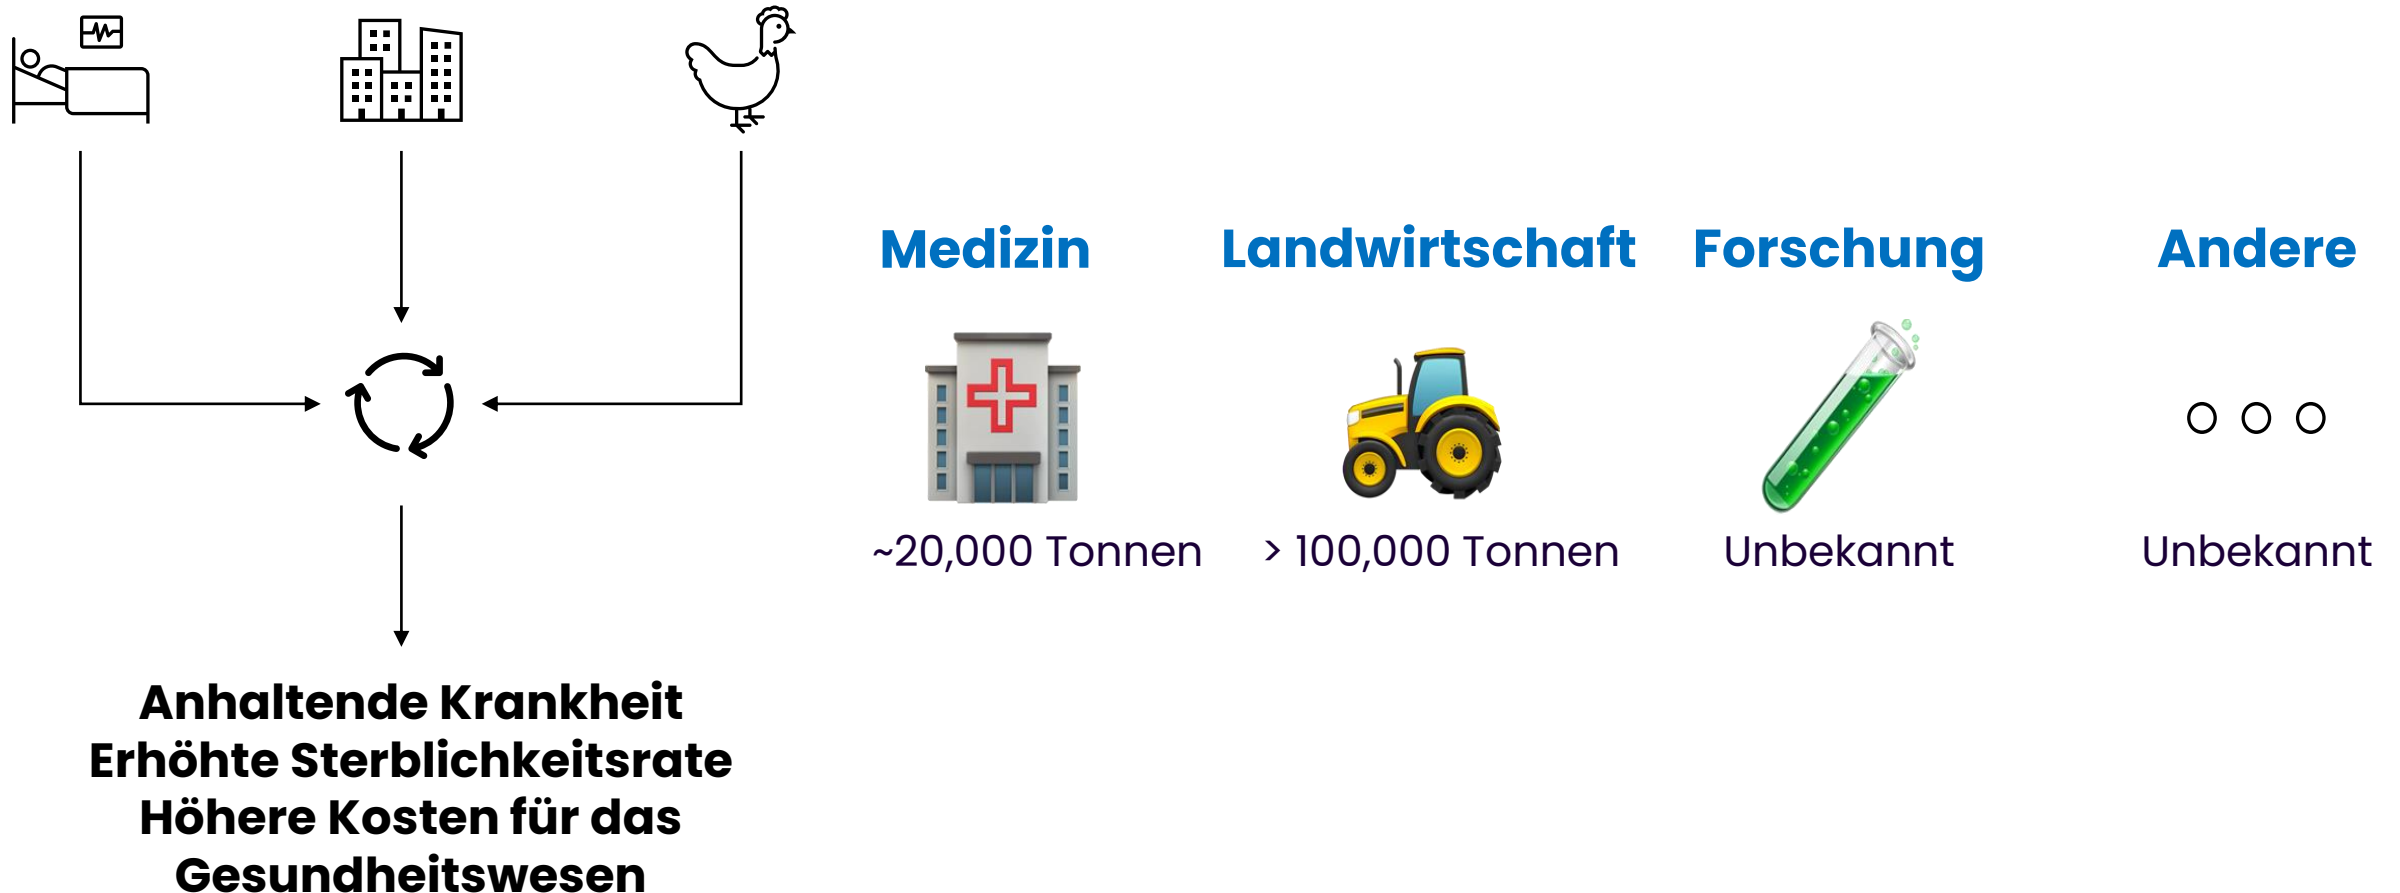 Medizin
Landwirtschaft
Forschung
Andere
~20,000 Tonnen
> 100,000 Tonnen
Unbekannt
Unbekannt
Anhaltende Krankheit
Erhöhte Sterblichkeitsrate
Höhere Kosten für das
Gesundheitswesen